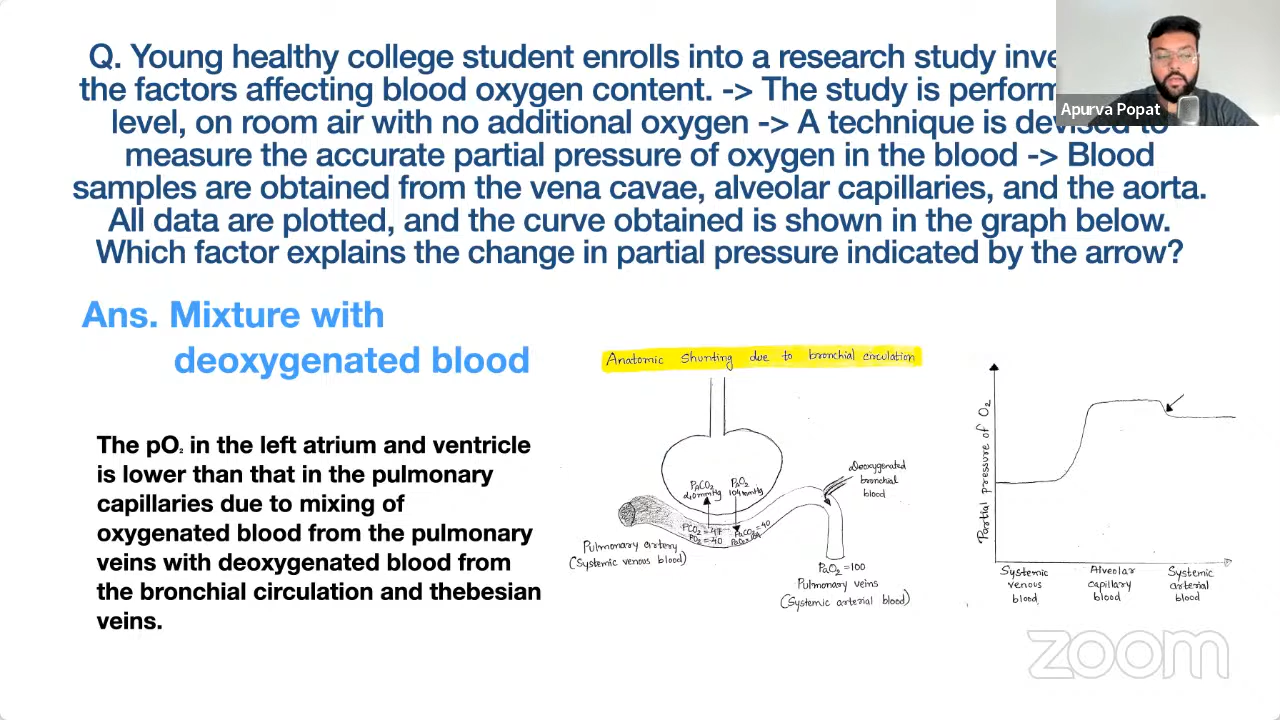 Q. Young healthy college student enrolls into a research study inve
the factors affecting blood oxygen content. -> The study is perform
level, on room air with no additional oxygen -> A technique is devised to
measure the accurate partial pressure of oxygen in the blood -> Blood
samples are obtained from the vena cavae, alveolar capillaries, and the aorta.
All data are plotted, and the curve obtained is shown in the graph below.
Which factor explains the change in partial pressure indicated by the arrow?
Apurva Popat
Ans. Mixture with
deoxygenated blood
The pO₂ in the left atrium and ventricle
is lower than that in the pulmonary
capillaries due to mixing of
oxygenated blood from the pulmonary
veins with deoxygenated blood from
the bronchial circulation and thebesian
veins.
Anatomic Shunting due to bronchial circulation
Deoxygenated
bronchial
blood
PACO2
40mmHg
PAO2
104mmHg
PCO2 = 47
PO2 = 40
PaCO2 = 40
PaO2 = 104
Pulmonary artery
(Systemic venous blood)
PaO2 = 100
Pulmonary veins
(Systemic arterial blood)
Partial pressure of O2
Systemic
venous
blood
Alveolar
capillary
blood
Systemic
arterial
blood
zoom